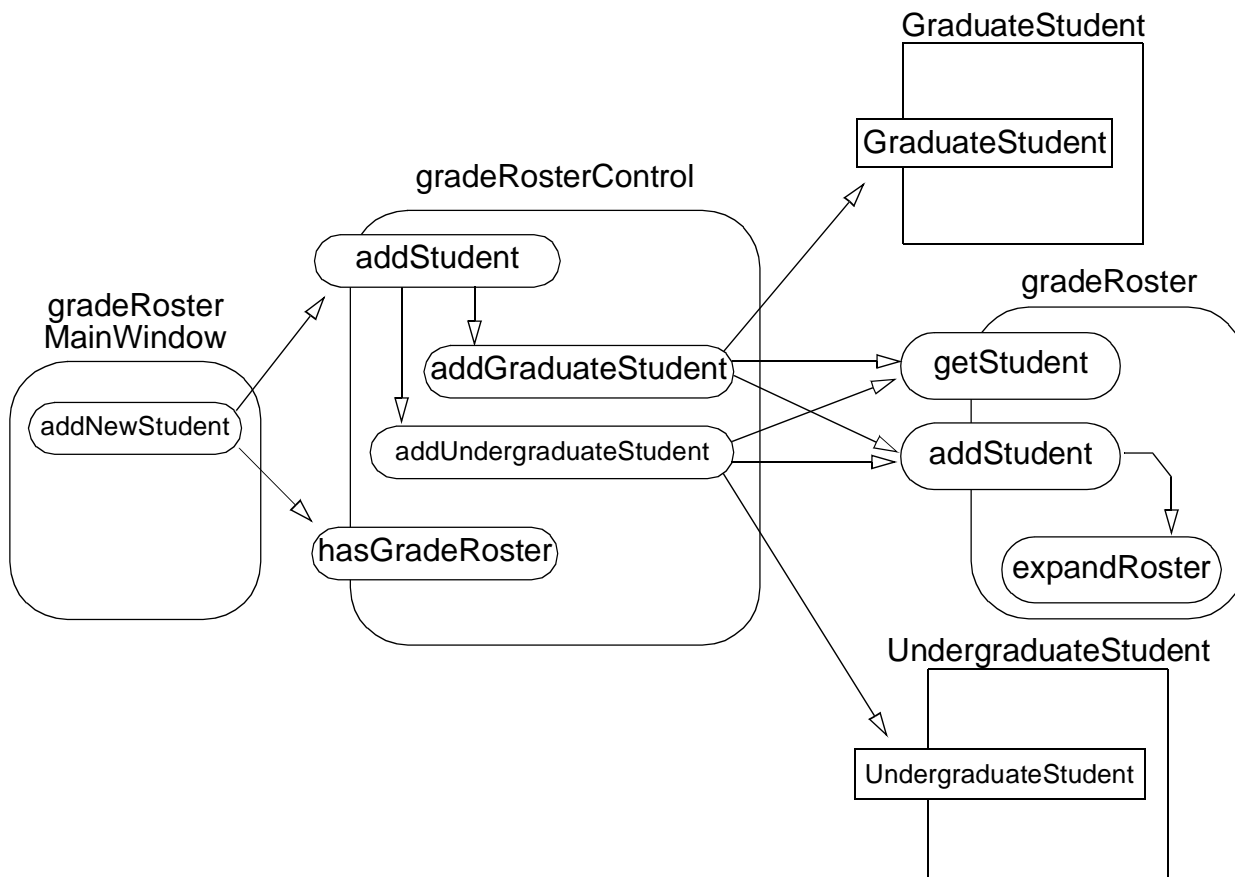 GraduateStudent
GraduateStudent
gradeRosterControl
addStudent
gradeRoster
gradeRoster
MainWindow
getStudent
addGraduateStudent
addNewStudent
addUndergraduateStudent
addStudent
hasGradeRoster
expandRoster
UndergraduateStudent
UndergraduateStudent